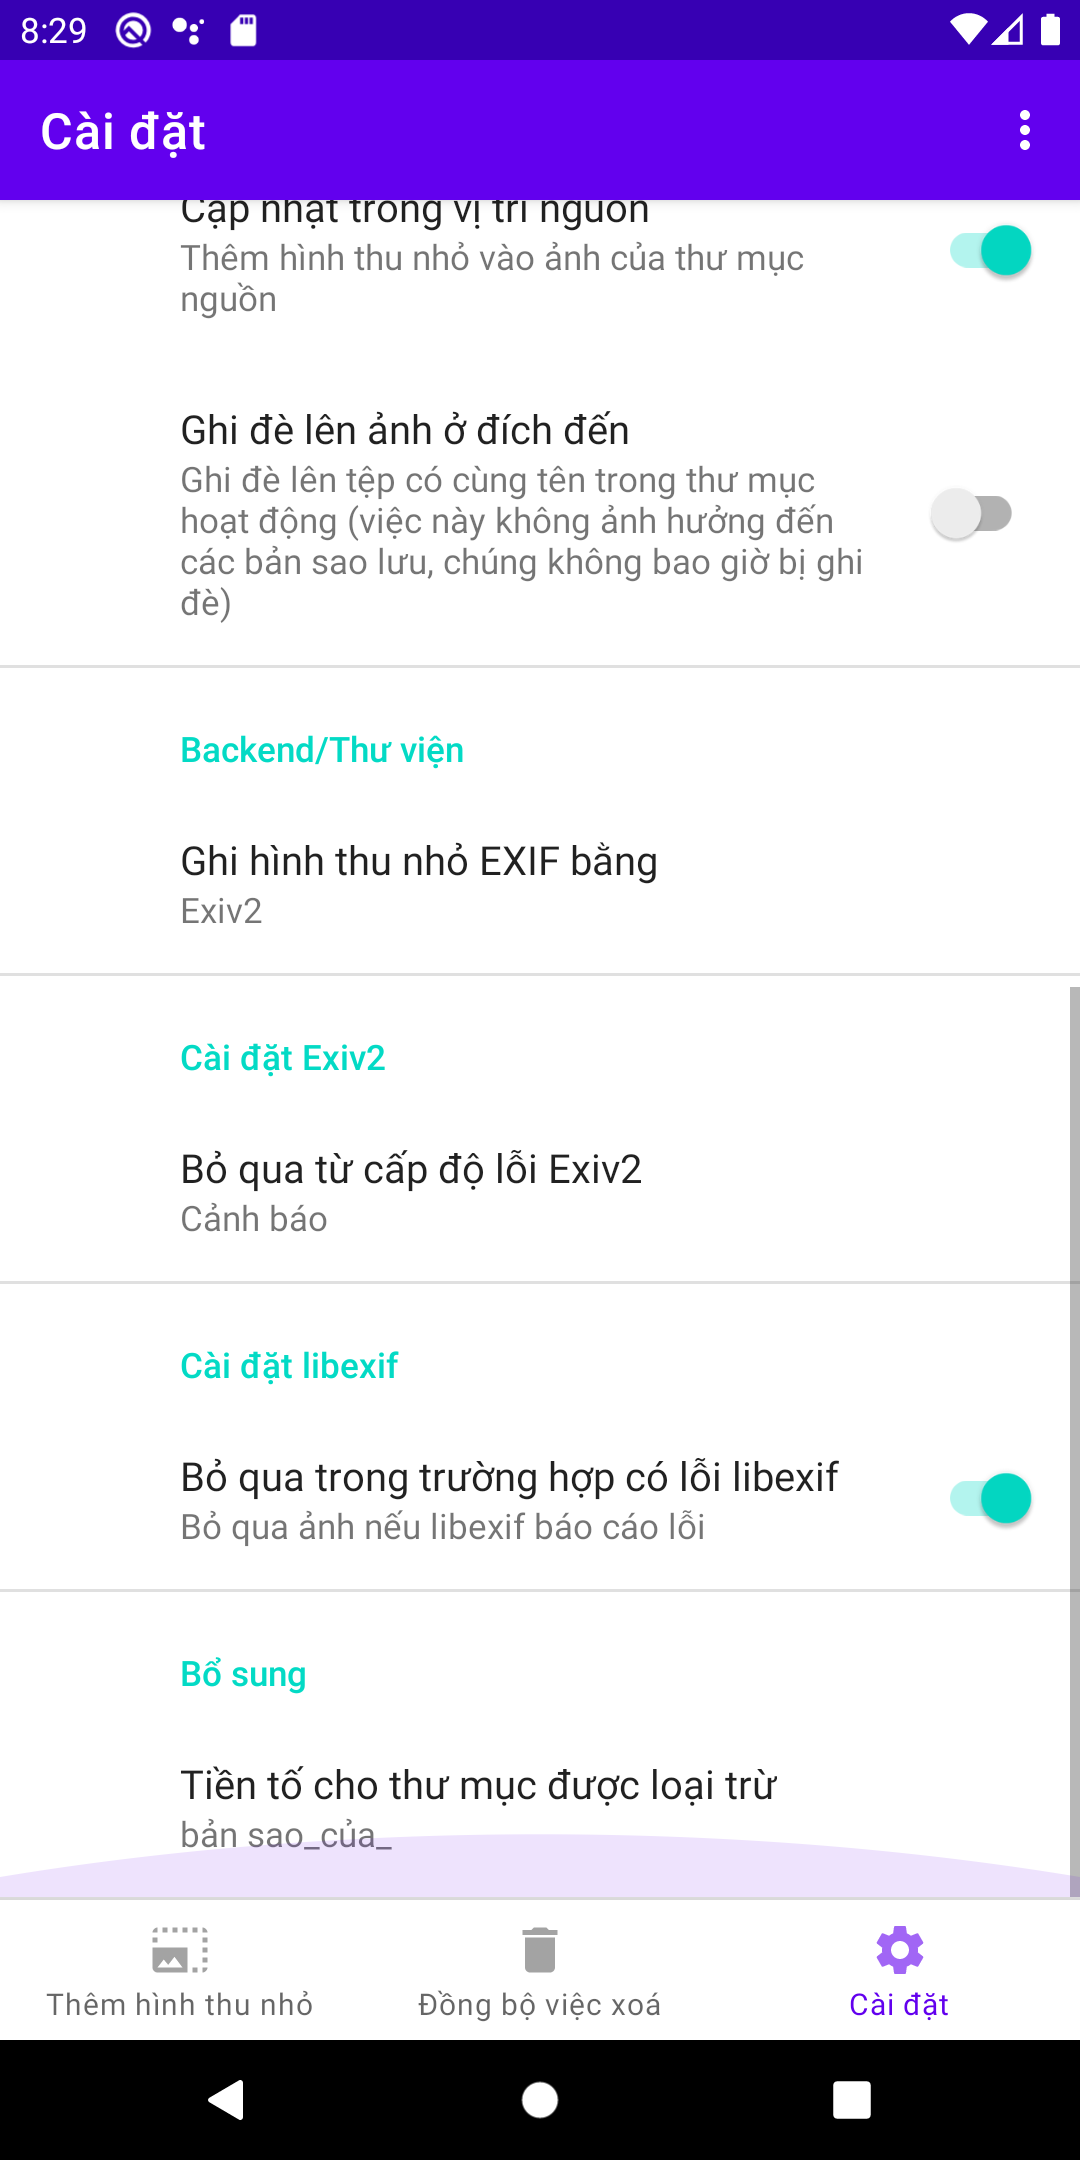 8:29
Cài đặt
Cập nhật trong vị trí nguồn
Thêm hình thu nhỏ vào ảnh của thư mục
nguồn
Ghi đè lên ảnh ở đích đến
Ghi đè lên tệp có cùng tên trong thư mục
hoạt động (việc này không ảnh hưởng đến
các bản sao lưu, chúng không bao giờ bị ghi
đè)
Backend/Thư viện
Ghi hình thu nhỏ EXIF bằng
Exiv2
Cài đặt Exiv2
Bỏ qua từ cấp độ lỗi Exiv2
Cảnh báo
Cài đặt libexif
Bỏ qua trong trường hợp có lỗi libexif
Bỏ qua ảnh nếu libexif báo cáo lỗi
Bổ sung
Tiền tố cho thư mục được loại trừ
bản sao_của_
Thêm hình thu nhỏ
Đồng bộ việc xoá
Cài đặt